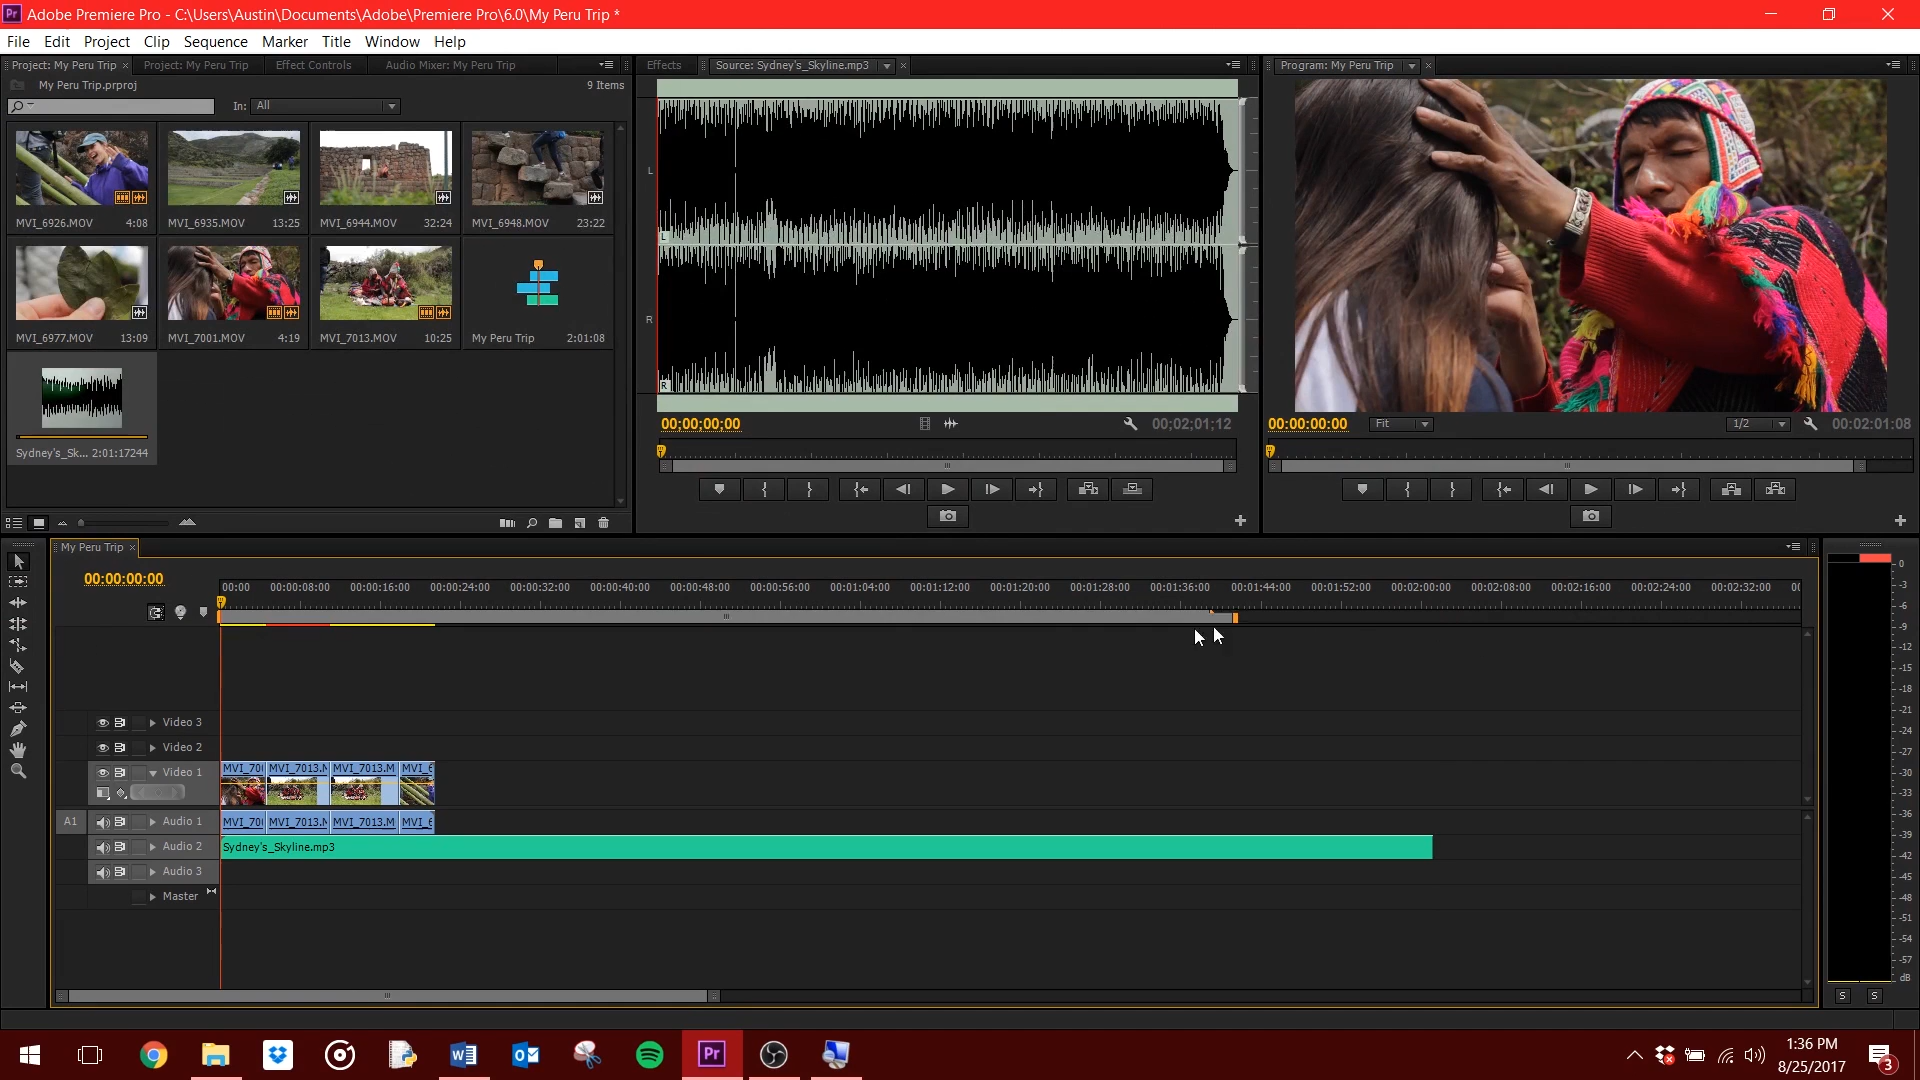 Adobe Premiere Pro - C:\Users\Austin\Documents\Adobe\Premiere Pro\6.0\My Peru Trip *
File Edit Project Clip Sequence Marker Title Window Help
Project: My Peru Trip × Project: My Peru Trip Effect Controls Audio Mixer: My Peru Trip
My Peru Trip.prproj 9 Items
In: All
MVI_6926.MOV 4:08 MVI_6935.MOV 13:25 MVI_6944.MOV 32:24 MVI_6948.MOV 23:22
MVI_6977.MOV 13:09 MVI_7001.MOV 4:19 MVI_7013.MOV 10:25 My Peru Trip 2:01:08
Sydney's_Sk... 2:01:17244
Effects Source: Sydney's_Skyline.mp3 ×
L
L
R
R
00;00;00;00 00;02;01;12
Program: My Peru Trip ×
00:00:00:00 Fit 1/2 00:02:01:08
My Peru Trip ×
00:00:00:00
00:00 00:00:08:00 00:00:16:00 00:00:24:00 00:00:32:00 00:00:40:00 00:00:48:00 00:00:56:00 00:01:04:00 00:01:12:00 00:01:20:00 00:01:28:00 00:01:36:00 00:01:44:00 00:01:52:00 00:02:00:00 00:02:08:00 00:02:16:00 00:02:24:00 00:02:32:00 00
Video 3
Video 2
Video 1 MVI_700 MVI_7013.M MVI_7013.M MVI_6
A1 Audio 1 MVI_700 MVI_7013.M MVI_7013.M MVI_6
Audio 2 Sydney's_Skyline.mp3
Audio 3
Master
0
-3
-6
-9
-12
-15
-18
-21
-24
-27
-30
-33
-36
-39
-42
-45
-48
-51
-54
-57
dB
S S
Pr
1:36 PM
8/25/2017
3